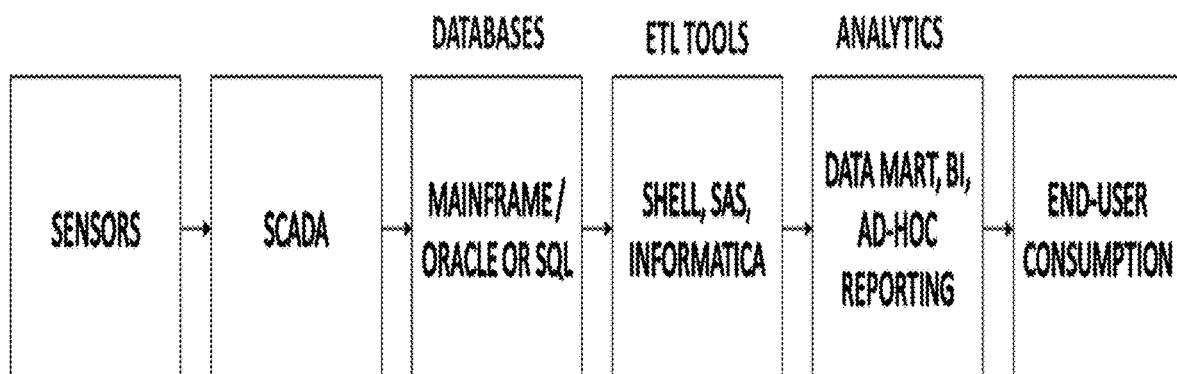 DATABASES
ETL TOOLS
ANALYTICS
SENSORS
SCADA
MAINFRAME /
ORACLE OR SQL
SHELL, SAS,
INFORMATICA
DATA MART, BI,
AD-HOC
REPORTING
END-USER
CONSUMPTION